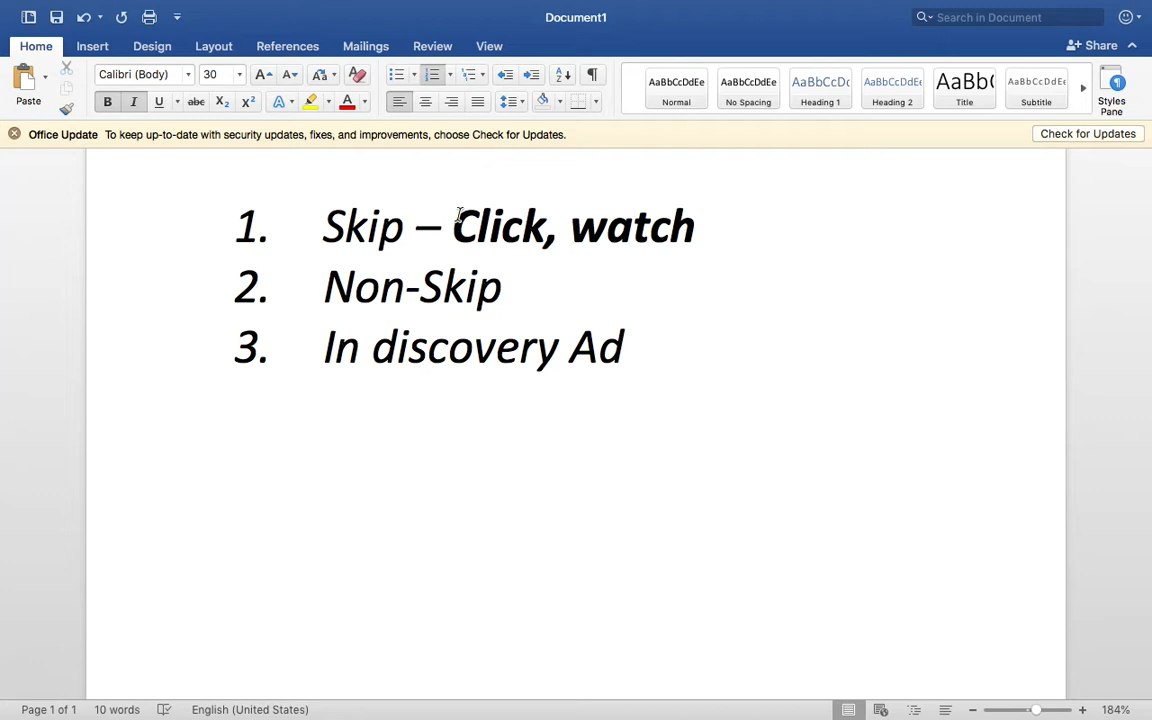 Document1
Search in Document
Home Insert Design Layout References Mailings Review View
Share
Paste
Calibri (Body) 30
AaBbCcDdEe AaBbCcDdEe AaBbCcDc AaBbCcDdEe AaBbC AaBbCcDdEe
Normal No Spacing Heading 1 Heading 2 Title Subtitle
Styles Pane
Office Update To keep up-to-date with security updates, fixes, and improvements, choose Check for Updates.
Check for Updates
1. Skip – Click, watch
2. Non-Skip
3. In discovery Ad
Page 1 of 1 10 words English (United States) 184%